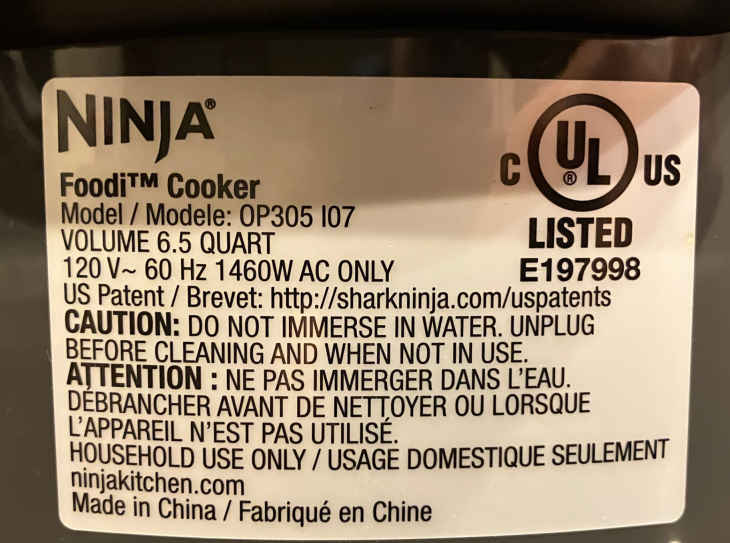 NINJA®
Foodi™ Cooker
Model / Modele: OP305 I07
VOLUME 6.5 QUART
120 V~ 60 Hz 1460W AC ONLY
US Patent / Brevet: http://sharkninja.com/uspatents
CAUTION: DO NOT IMMERSE IN WATER. UNPLUG
BEFORE CLEANING AND WHEN NOT IN USE.
ATTENTION : NE PAS IMMERGER DANS L'EAU.
DÉBRANCHER AVANT DE NETTOYER OU LORSQUE
L'APPAREIL N'EST PAS UTILISÉ.
HOUSEHOLD USE ONLY / USAGE DOMESTIQUE SEULEMENT
ninjakitchen.com
Made in China / Fabriqué en Chine
C UL® US
LISTED
E197998